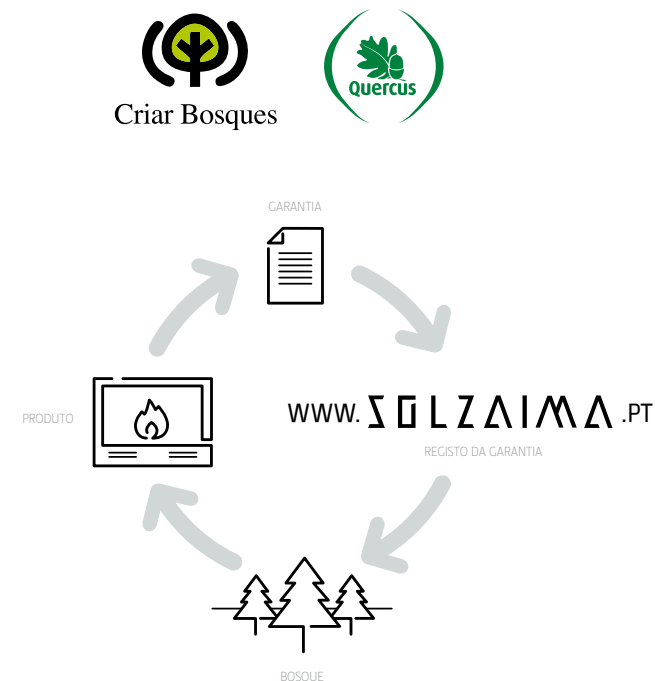 Criar Bosques
Quercus
GARANTIA
PRODUTO
WWW.SOLZAIMA.PT
REGISTO DA GARANTIA
BOSQUE